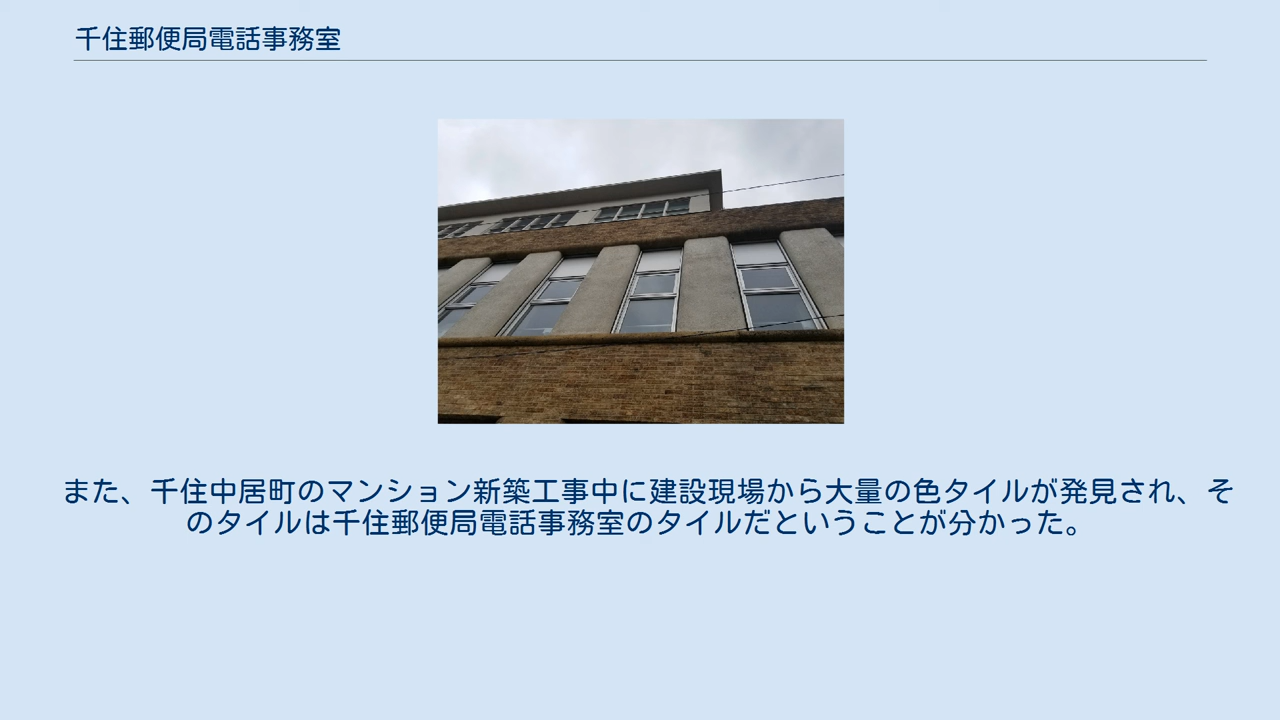 千住郵便局電話事務室
また、千住中居町のマンション新築工事中に建設現場から大量の色タイルが発見され、そ
のタイルは千住郵便局電話事務室のタイルだということが分かった。